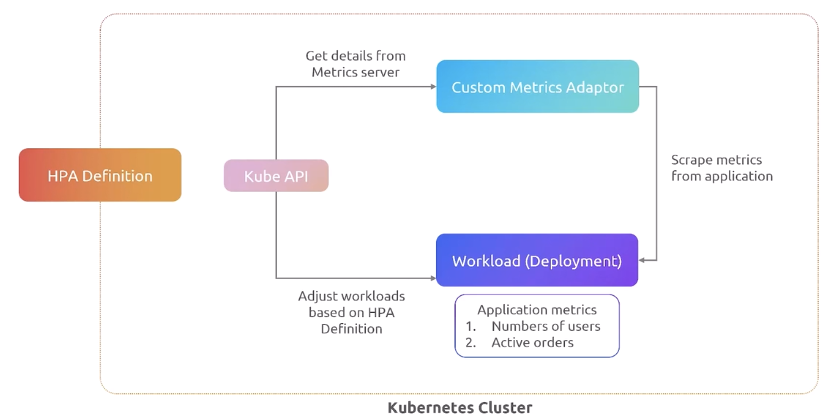 Get details from
Metrics server
Custom Metrics Adaptor
HPA Definition
Kube API
Scrape metrics
from application
Workload (Deployment)
Adjust workloads
based on HPA
Definition
Application metrics
1. Numbers of users
2. Active orders
Kubernetes Cluster